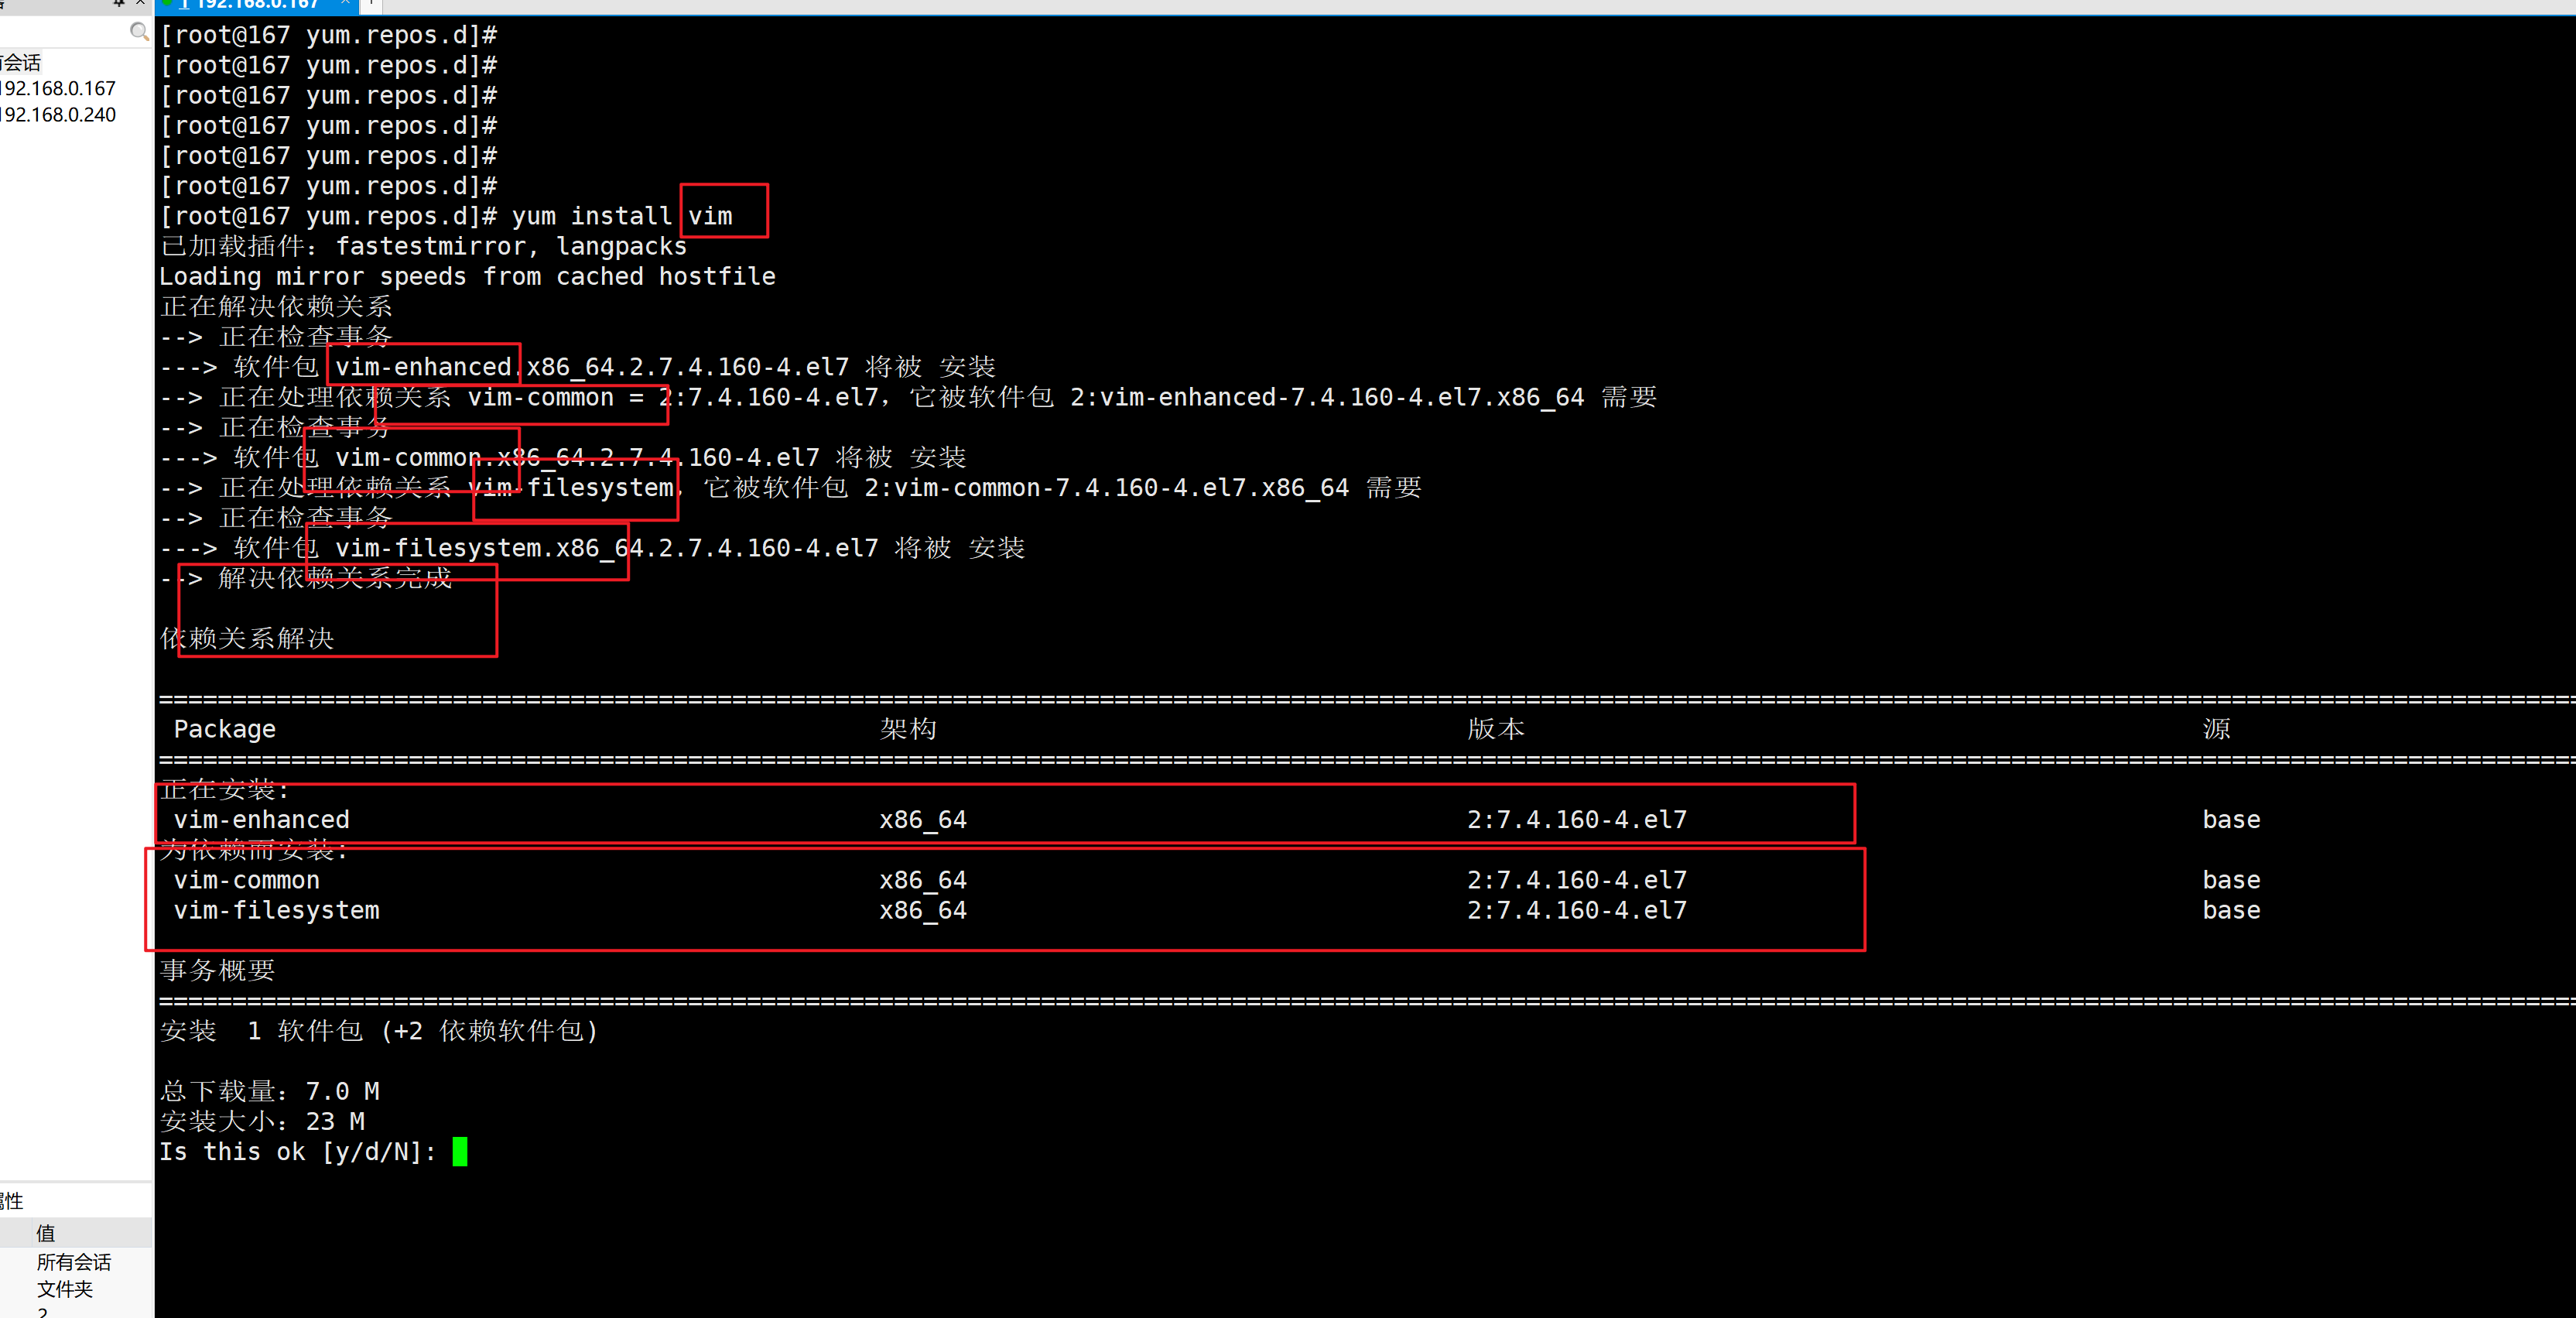 1 192.168.0.167
有会话
192.168.0.167
192.168.0.240
[root@167 yum.repos.d]#
[root@167 yum.repos.d]#
[root@167 yum.repos.d]#
[root@167 yum.repos.d]#
[root@167 yum.repos.d]#
[root@167 yum.repos.d]#
[root@167 yum.repos.d]# yum install vim
已加载插件：fastestmirror, langpacks
Loading mirror speeds from cached hostfile
正在解决依赖关系
--> 正在检查事务
---> 软件包 vim-enhanced.x86_64.2.7.4.160-4.el7 将被 安装
--> 正在处理依赖关系 vim-common = 2:7.4.160-4.el7，它被软件包 2:vim-enhanced-7.4.160-4.el7.x86_64 需要
--> 正在检查事务
---> 软件包 vim-common.x86_64.2.7.4.160-4.el7 将被 安装
--> 正在处理依赖关系 vim-filesystem，它被软件包 2:vim-common-7.4.160-4.el7.x86_64 需要
--> 正在检查事务
---> 软件包 vim-filesystem.x86_64.2.7.4.160-4.el7 将被 安装
--> 解决依赖关系完成
依赖关系解决
Package 架构 版本 源
正在安装:
vim-enhanced x86_64 2:7.4.160-4.el7 base
为依赖而安装:
vim-common x86_64 2:7.4.160-4.el7 base
vim-filesystem x86_64 2:7.4.160-4.el7 base
事务概要
安装  1 软件包 (+2 依赖软件包)
总下载量：7.0 M
安装大小：23 M
Is this ok [y/d/N]:
属性
值
所有会话
文件夹
2